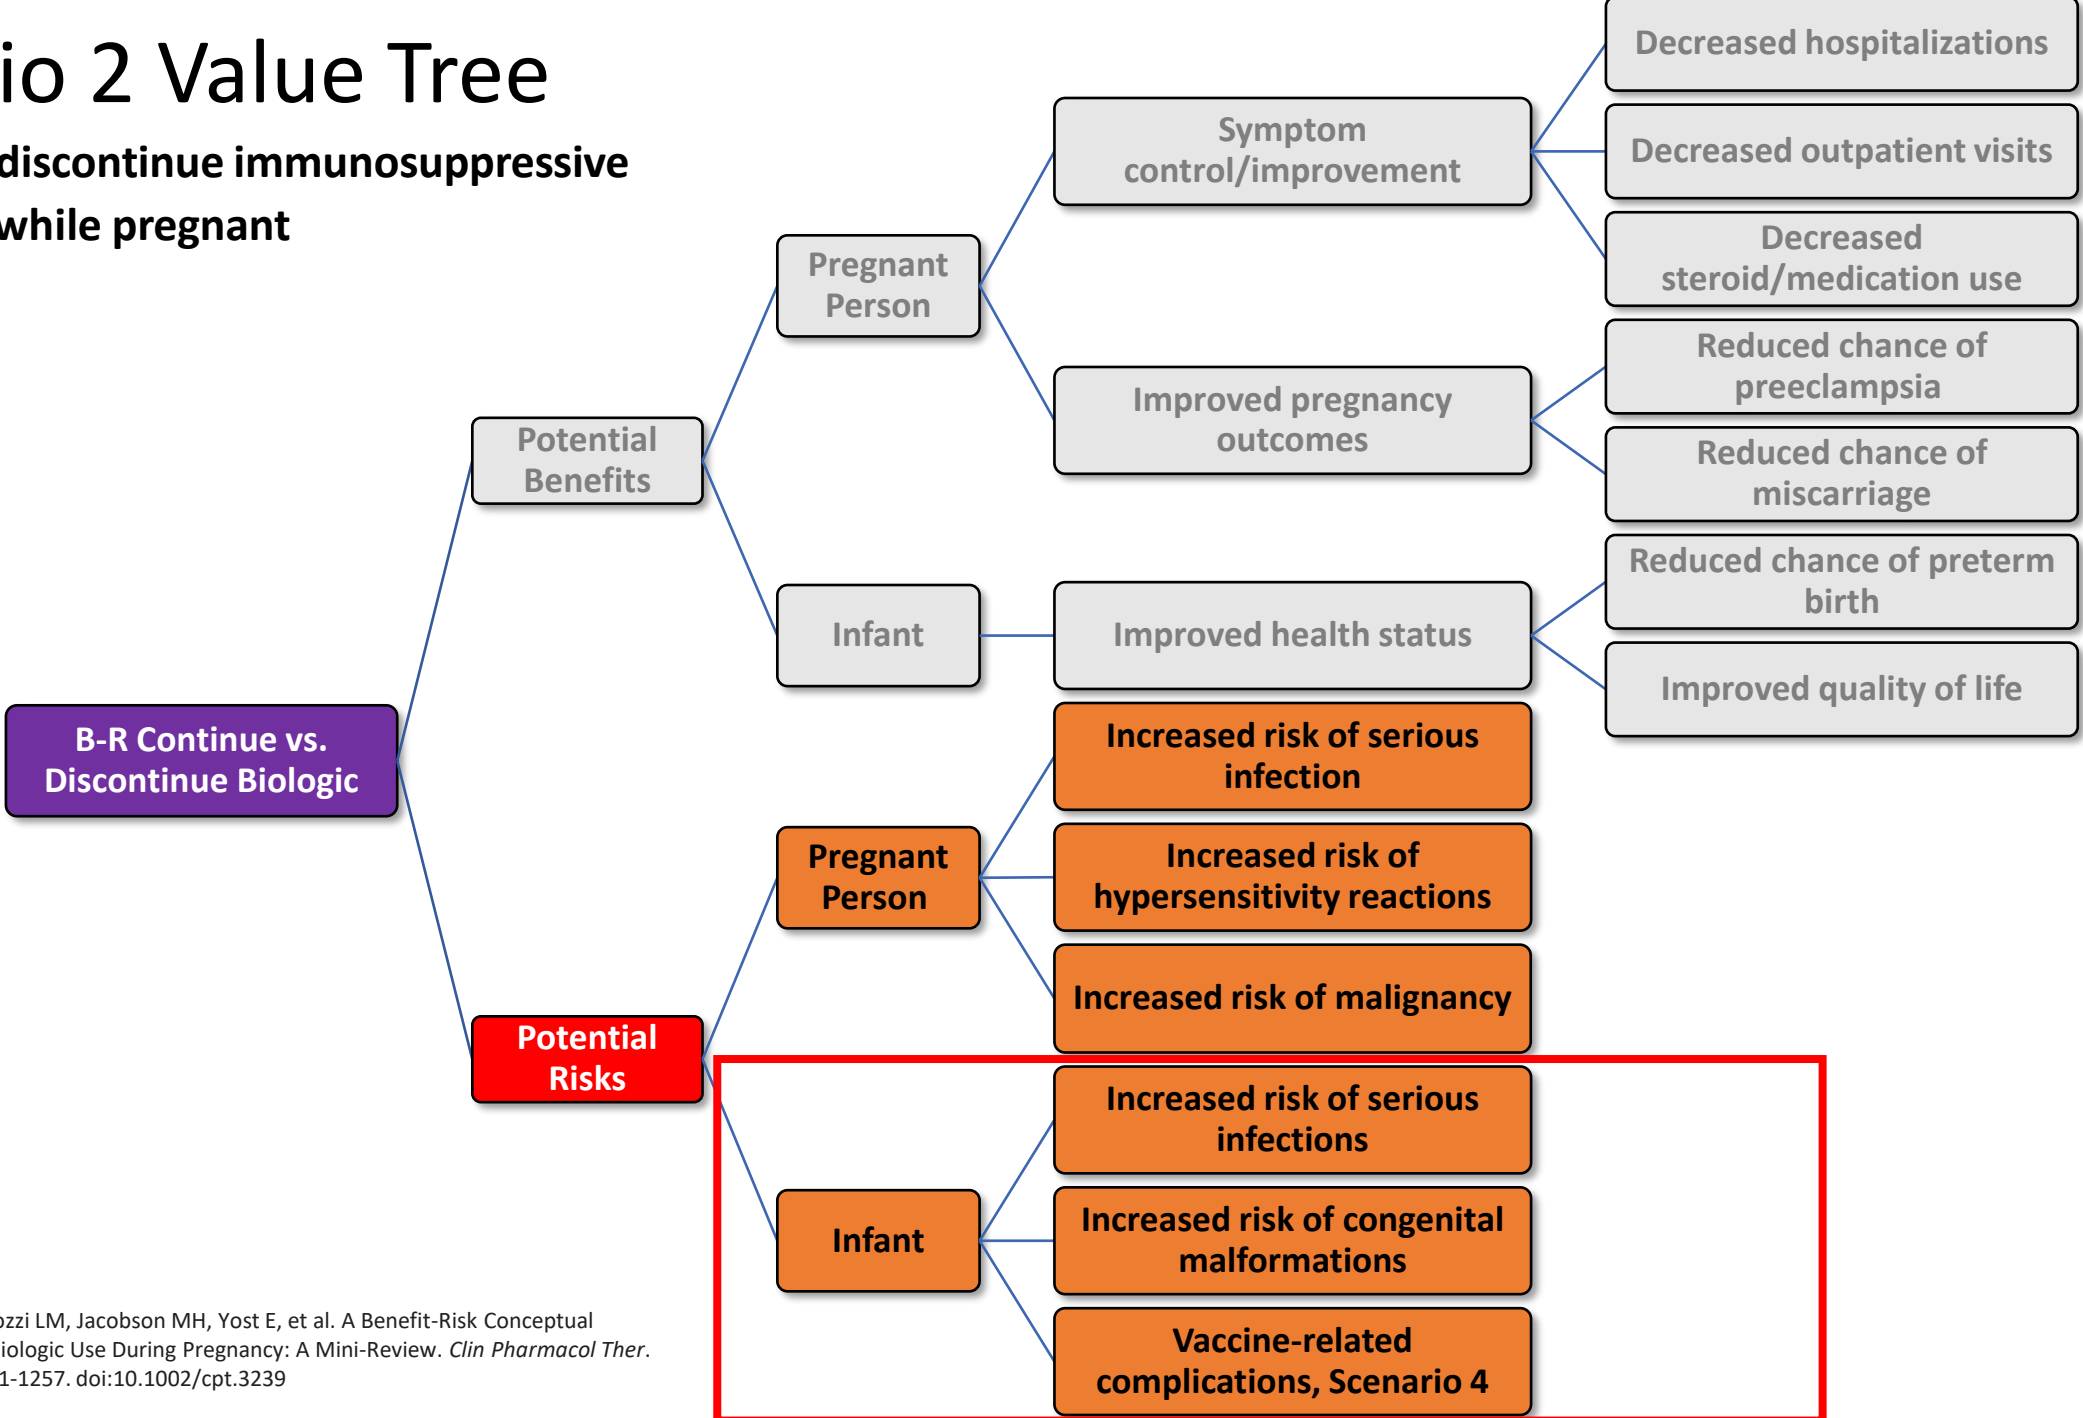 io 2 Value Tree
discontinue immunosuppressive
while pregnant
B-R Continue vs.
Discontinue Biologic
Potential
Benefits
Pregnant
Person
Symptom
control/improvement
Decreased hospitalizations
Decreased outpatient visits
Decreased
steroid/medication use
Improved pregnancy
outcomes
Reduced chance of
preeclampsia
Reduced chance of
miscarriage
Infant
Improved health status
Reduced chance of preterm
birth
Improved quality of life
Potential
Risks
Pregnant
Person
Increased risk of serious
infection
Increased risk of
hypersensitivity reactions
Increased risk of malignancy
Infant
Increased risk of serious
infections
Increased risk of congenital
malformations
Vaccine-related
complications, Scenario 4
ozzi LM, Jacobson MH, Yost E, et al. A Benefit-Risk Conceptual
iologic Use During Pregnancy: A Mini-Review. Clin Pharmacol Ther.
1-1257. doi:10.1002/cpt.3239